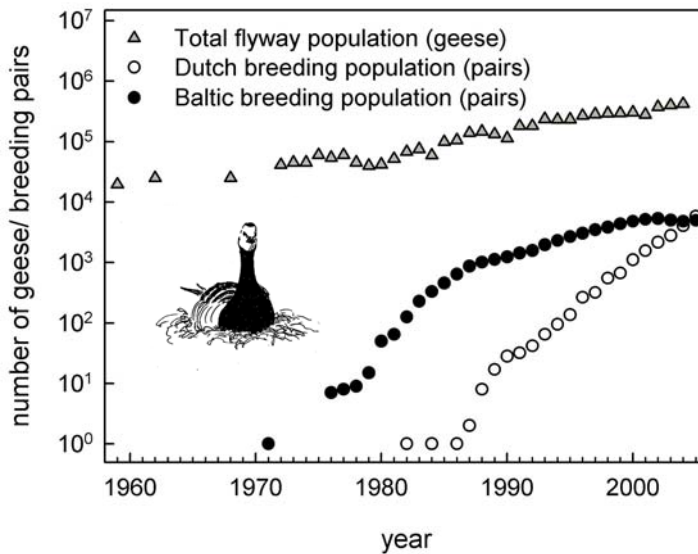 10^7
10^6
10^5
10^4
10^3
10^2
10^1
10^0
number of geese/ breeding pairs
Total flyway population (geese)
Dutch breeding population (pairs)
Baltic breeding population (pairs)
1960 1970 1980 1990 2000
year